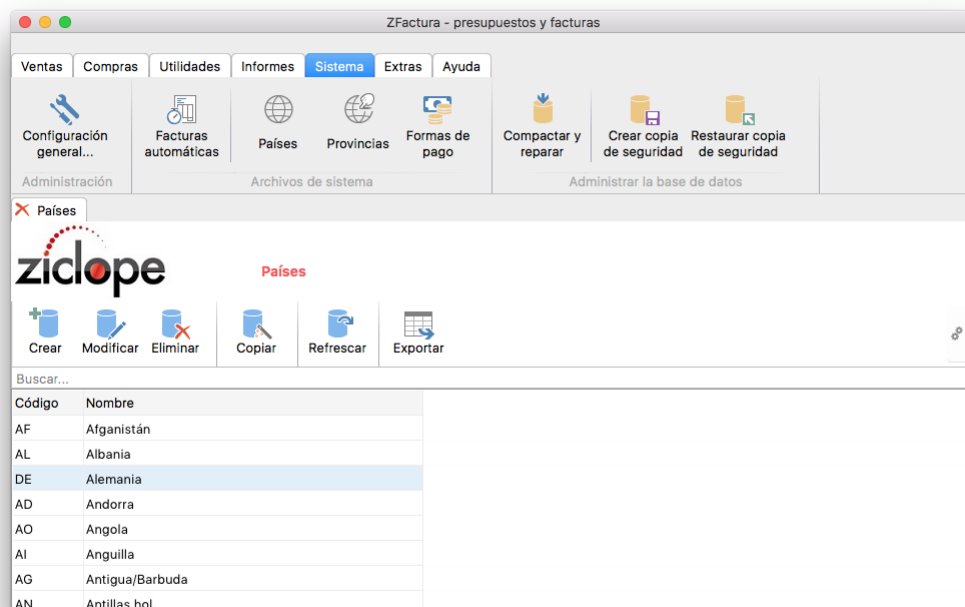 ZFactura - presupuestos y facturas
Ventas Compras Utilidades Informes Sistema Extras Ayuda
Configuración general...
Facturas automáticas
Países
Provincias
Formas de pago
Compactar y reparar
Crear copia de seguridad
Restaurar copia de seguridad
Administración
Archivos de sistema
Administrar la base de datos
Países
ziclope
Países
Crear Modificar Eliminar Copiar Refrescar Exportar
Buscar...
Código Nombre
AF Afganistán
AL Albania
DE Alemania
AD Andorra
AO Angola
AI Anguilla
AG Antigua/Barbuda
AN Antillas hol